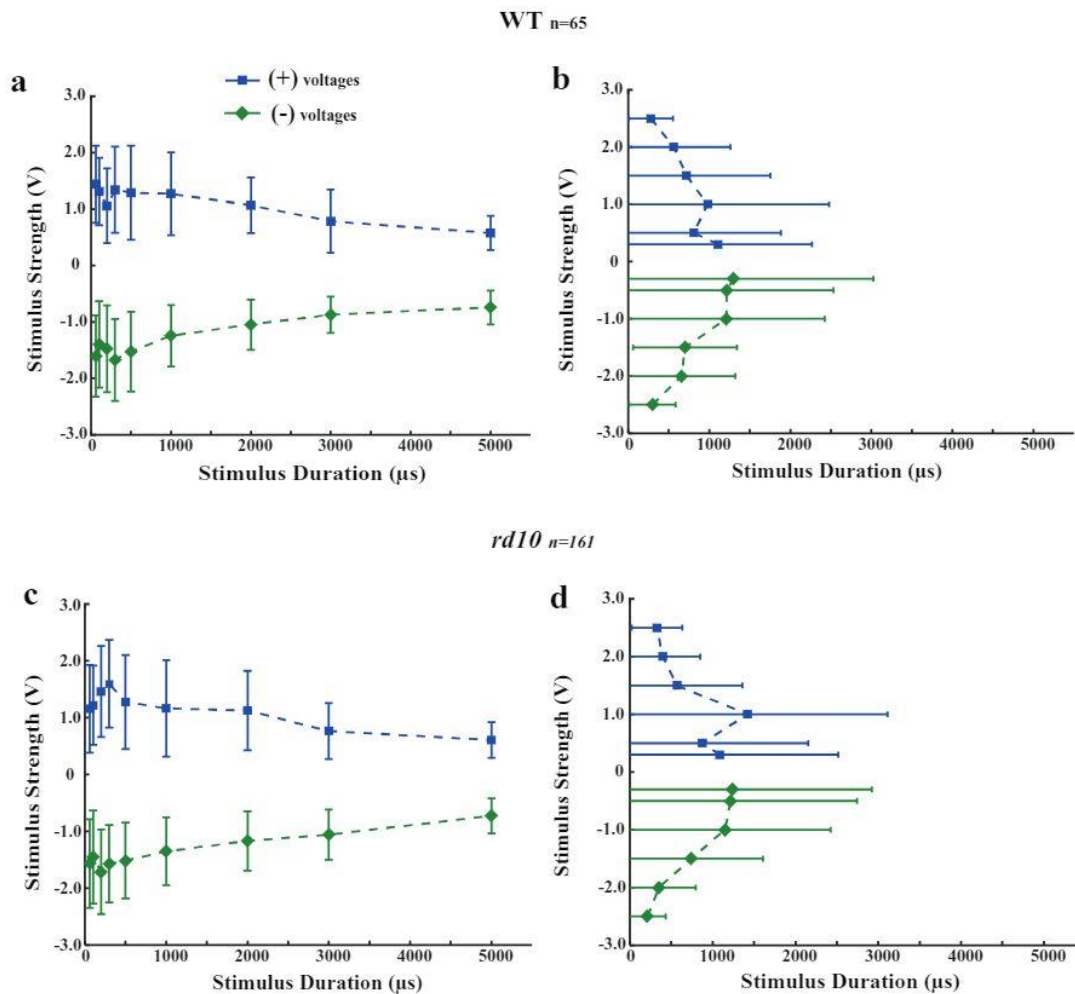 WT n=65
a
(+) voltages
(-) voltages
3.0
2.0
1.0
0
-1.0
-2.0
-3.0
Stimulus Strength (V)
0 1000 2000 3000 4000 5000
Stimulus Duration (µs)
b
3.0
2.0
1.0
0
-1.0
-2.0
-3.0
Stimulus Strength (V)
0 1000 2000 3000 4000 5000
Stimulus Duration (µs)
rd10 n=161
c
3.0
2.0
1.0
0
-1.0
-2.0
-3.0
Stimulus Strength (V)
0 1000 2000 3000 4000 5000
Stimulus Duration (µs)
d
3.0
2.0
1.0
0
-1.0
-2.0
-3.0
Stimulus Strength (V)
0 1000 2000 3000 4000 5000
Stimulus Duration (µs)